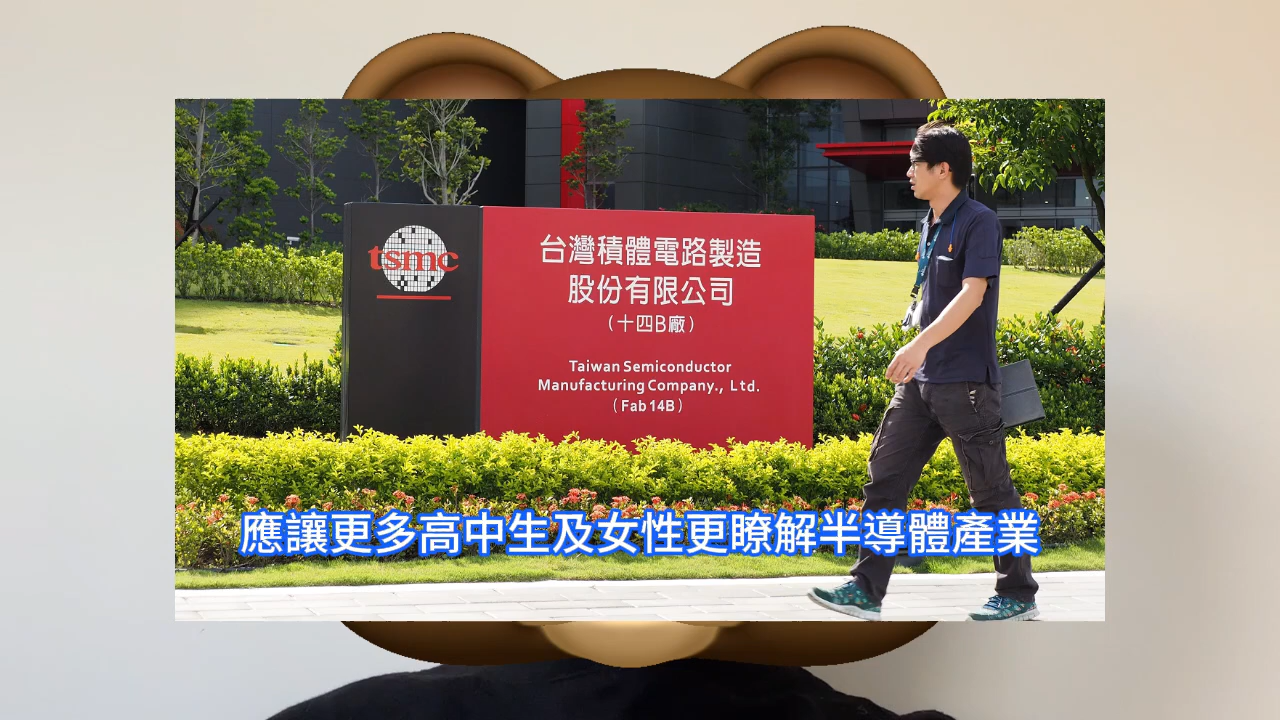 tsmc
台灣積體電路製造
股份有限公司
(十四B廠)
Taiwan Semiconductor
Manufacturing Company., Ltd.
(Fab 14B)
應讓更多高中生及女性更瞭解半導體產業